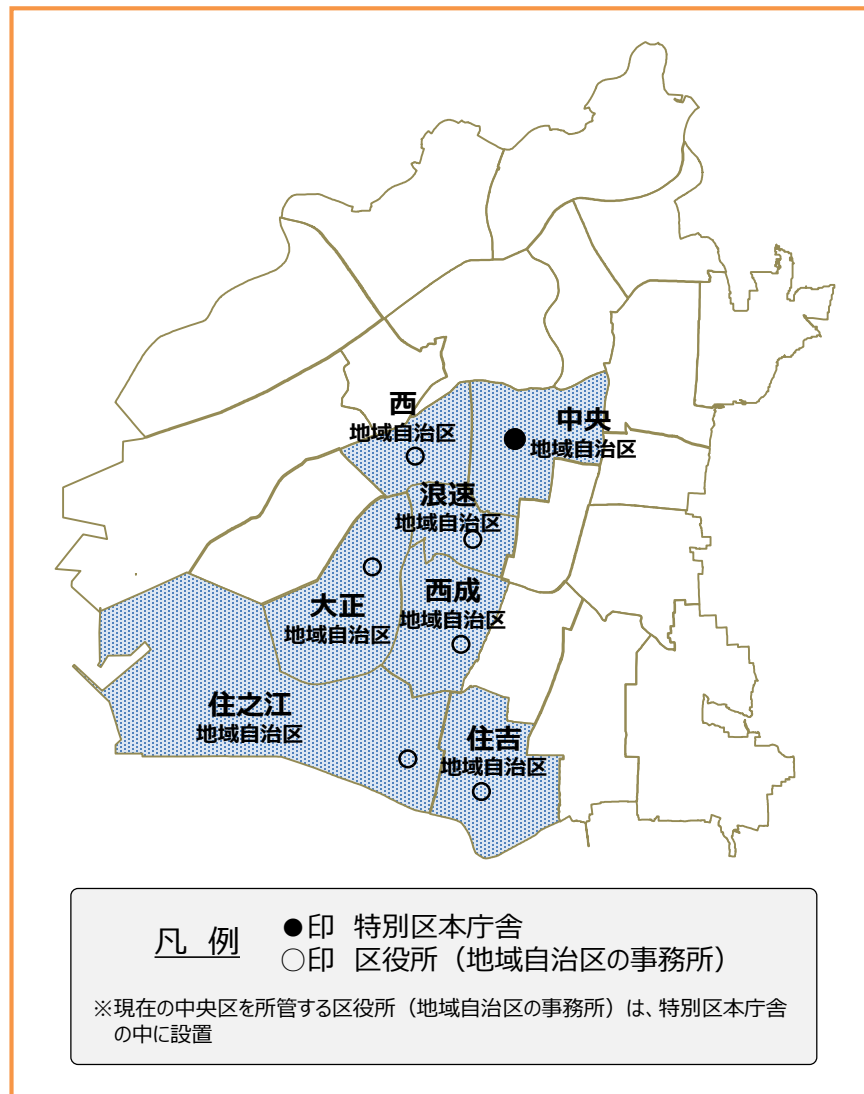 西
地域自治区
中央
地域自治区
浪速
地域自治区
西成
地域自治区
大正
地域自治区
住之江
地域自治区
住吉
地域自治区
凡 例
●印 特別区本庁舎
○印 区役所（地域自治区の事務所）
※現在の中央区を所管する区役所（地域自治区の事務所）は、特別区本庁舎
の中に設置